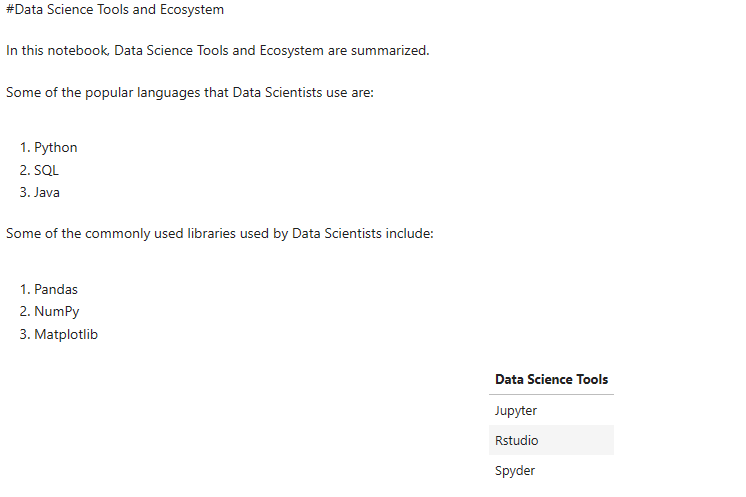 #Data Science Tools and Ecosystem
In this notebook, Data Science Tools and Ecosystem are summarized.
Some of the popular languages that Data Scientists use are:
1. Python
2. SQL
3. Java
Some of the commonly used libraries used by Data Scientists include:
1. Pandas
2. NumPy
3. Matplotlib
Data Science Tools
Jupyter
Rstudio
Spyder